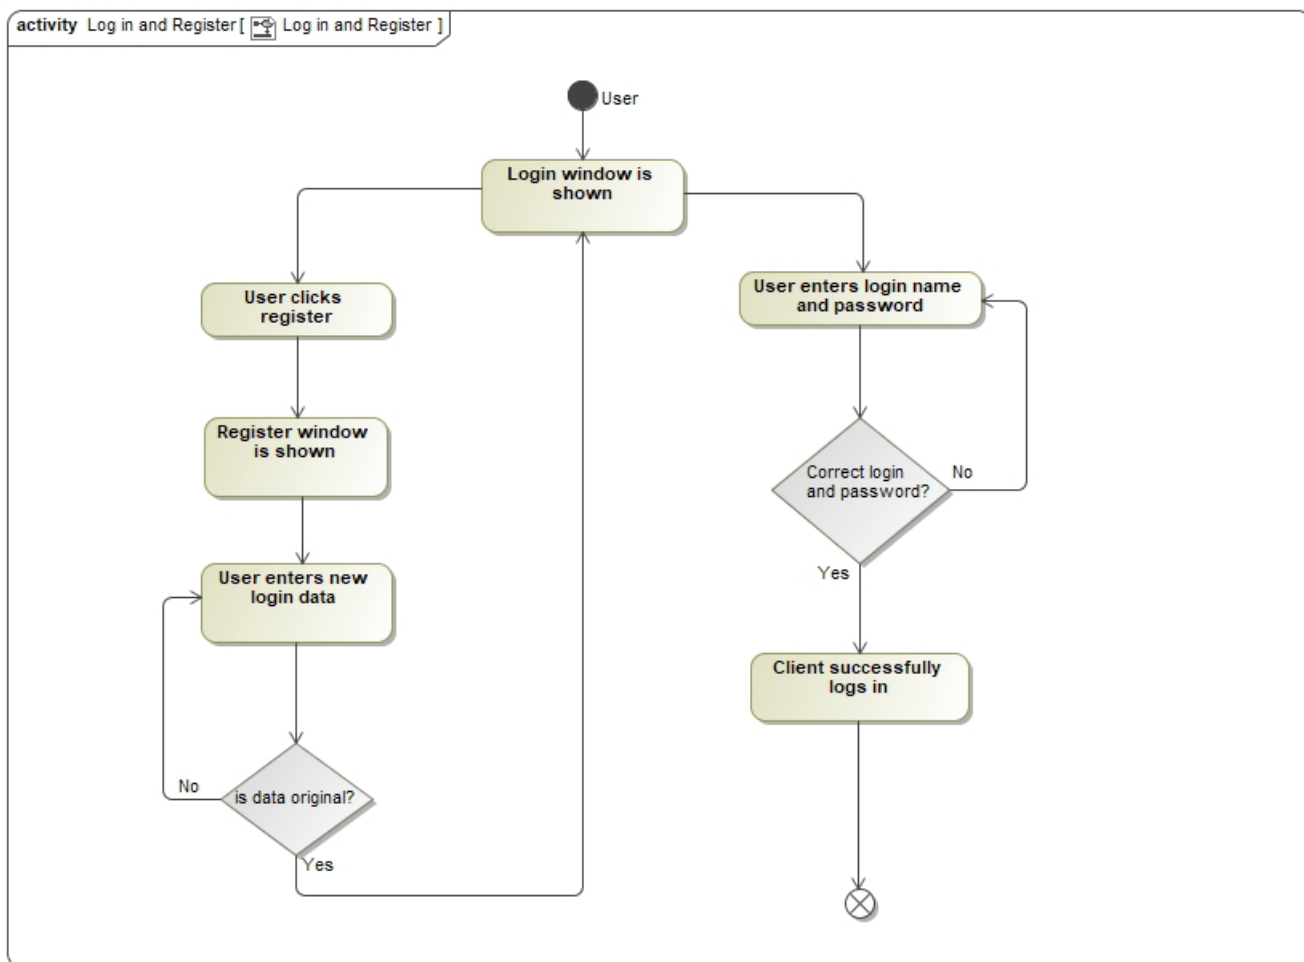 activity Log in and Register [ Log in and Register ]
User
Login window is
shown
User clicks
register
User enters login name
and password
Register window
is shown
Correct login
and password?
No
Yes
User enters new
login data
Client successfully
logs in
No
is data original?
Yes